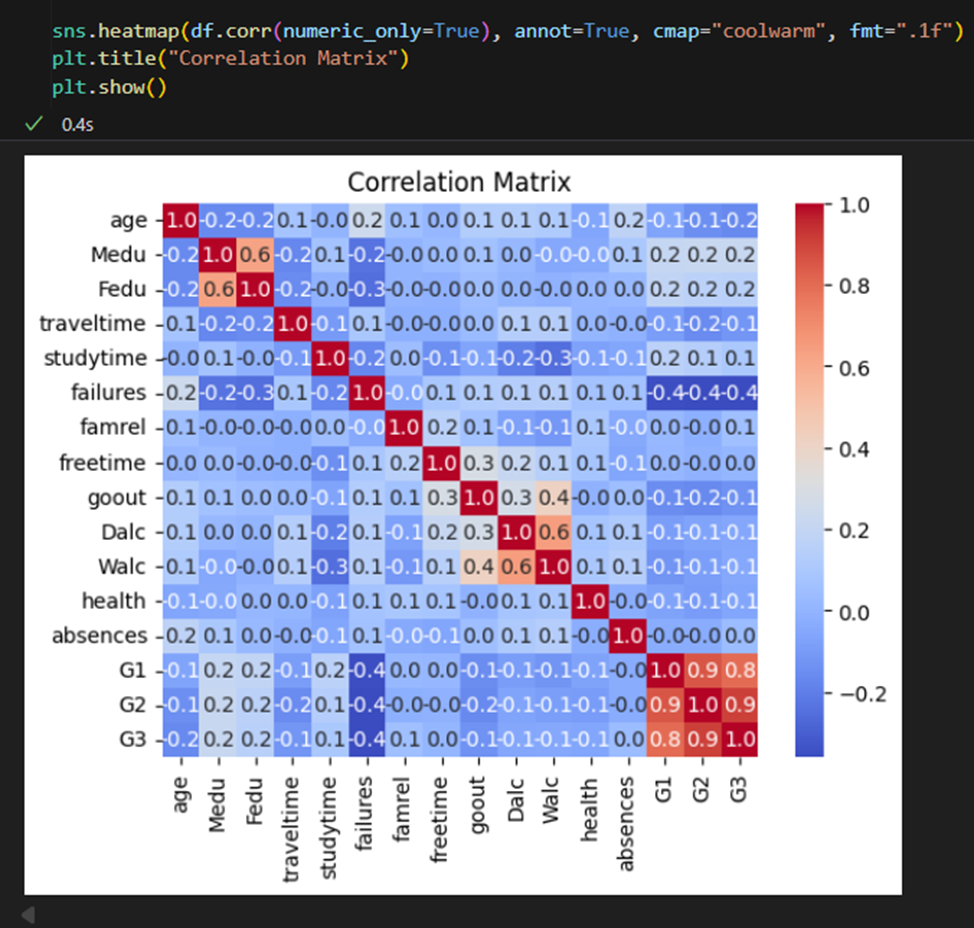 sns.heatmap(df.corr(numeric_only=True), annot=True, cmap="coolwarm", fmt=".1f")
plt.title("Correlation Matrix")
plt.show()
0.4s
Correlation Matrix
age 1.0 -0.2 -0.2 0.1 -0.0 0.2 0.1 0.0 0.1 0.1 0.1 -0.1 0.2 -0.1 -0.1 -0.2
Medu -0.2 1.0 0.6 -0.2 0.1 -0.2 -0.0 0.0 0.1 0.0 -0.0 -0.0 0.1 0.2 0.2 0.2
Fedu -0.2 0.6 1.0 -0.2 -0.0 -0.3 -0.0 -0.0 0.0 0.0 -0.0 0.0 0.0 0.2 0.2 0.2
traveltime 0.1 -0.2 -0.2 1.0 -0.1 0.1 -0.0 -0.0 0.0 0.1 0.1 0.0 -0.0 -0.1 -0.2 -0.1
studytime -0.0 0.1 -0.0 -0.1 1.0 -0.2 0.0 -0.1 -0.1 -0.2 -0.3 -0.1 -0.1 0.2 0.1 0.1
failures 0.2 -0.2 -0.3 0.1 -0.2 1.0 -0.0 0.1 0.1 0.1 0.1 0.1 0.1 -0.4 -0.4 -0.4
famrel 0.1 -0.0 -0.0 -0.0 0.0 -0.0 1.0 0.2 0.1 -0.1 -0.1 0.1 -0.0 0.0 -0.0 0.1
freetime 0.0 0.0 -0.0 -0.0 -0.1 0.1 0.2 1.0 0.3 0.2 0.1 0.1 -0.1 0.0 -0.0 0.0
goout 0.1 0.1 0.0 0.0 -0.1 0.1 0.1 0.3 1.0 0.3 0.4 -0.0 0.0 -0.1 -0.2 -0.1
Dalc 0.1 0.0 0.0 0.1 -0.2 0.1 -0.1 0.2 0.3 1.0 0.6 0.1 0.1 -0.1 -0.1 -0.1
Walc 0.1 -0.0 -0.0 0.1 -0.3 0.1 -0.1 0.1 0.4 0.6 1.0 0.1 0.1 -0.1 -0.1 -0.1
health -0.1 -0.0 0.0 0.0 -0.1 0.1 0.1 0.1 -0.0 0.1 0.1 1.0 -0.0 -0.1 -0.1 -0.1
absences 0.2 0.1 0.0 -0.0 -0.1 0.1 -0.0 -0.1 0.0 0.1 0.1 -0.0 1.0 -0.0 -0.0 0.0
G1 -0.1 0.2 0.2 -0.1 0.2 -0.4 0.0 0.0 -0.1 -0.1 -0.1 -0.1 -0.0 1.0 0.9 0.8
G2 -0.1 0.2 0.2 -0.2 0.1 -0.4 -0.0 -0.0 -0.2 -0.1 -0.1 -0.1 -0.0 0.9 1.0 0.9
G3 -0.2 0.2 0.2 -0.1 0.1 -0.4 0.1 0.0 -0.1 -0.1 -0.1 -0.1 0.0 0.8 0.9 1.0
age Medu Fedu traveltime studytime failures famrel freetime goout Dalc Walc health absences G1 G2 G3
1.0
0.8
0.6
0.4
0.2
0.0
−0.2